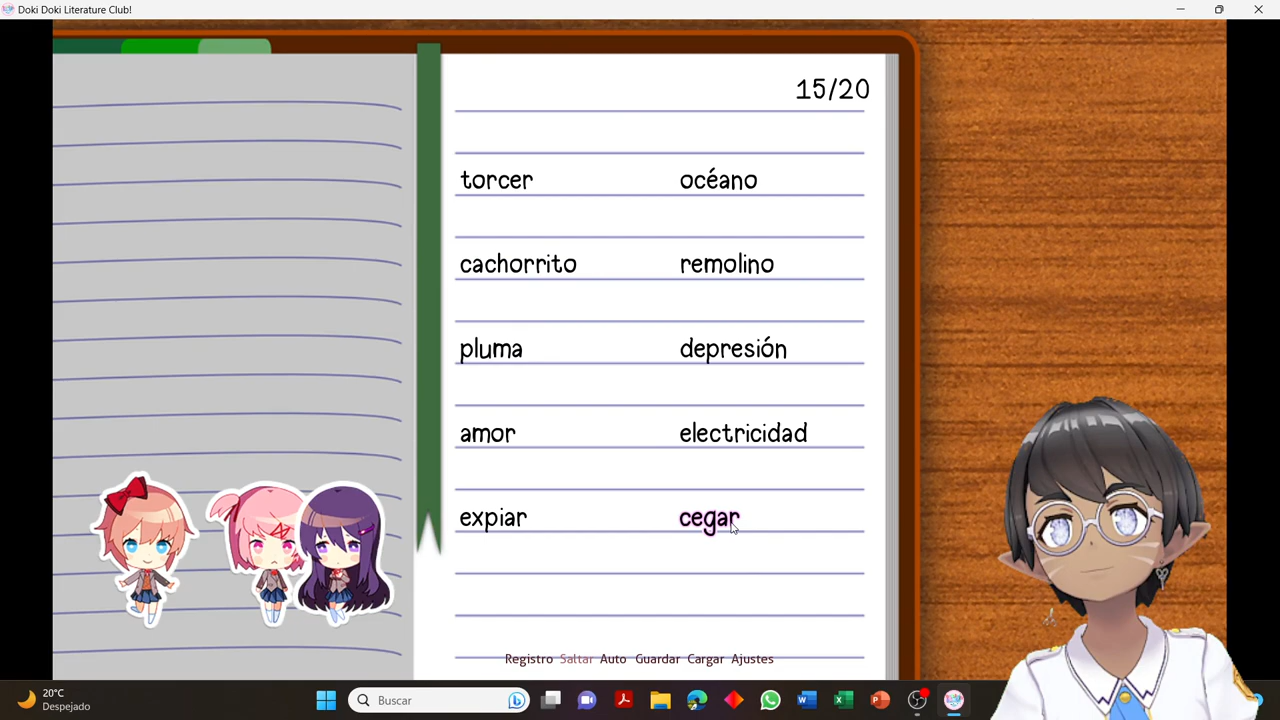 Doki Doki Literature Club!
15/20
torcer océano
cachorrito remolino
pluma depresión
amor electricidad
expiar cegar
Registro Saltar Auto Guardar Cargar Ajustes
20°C
Despejado
Buscar